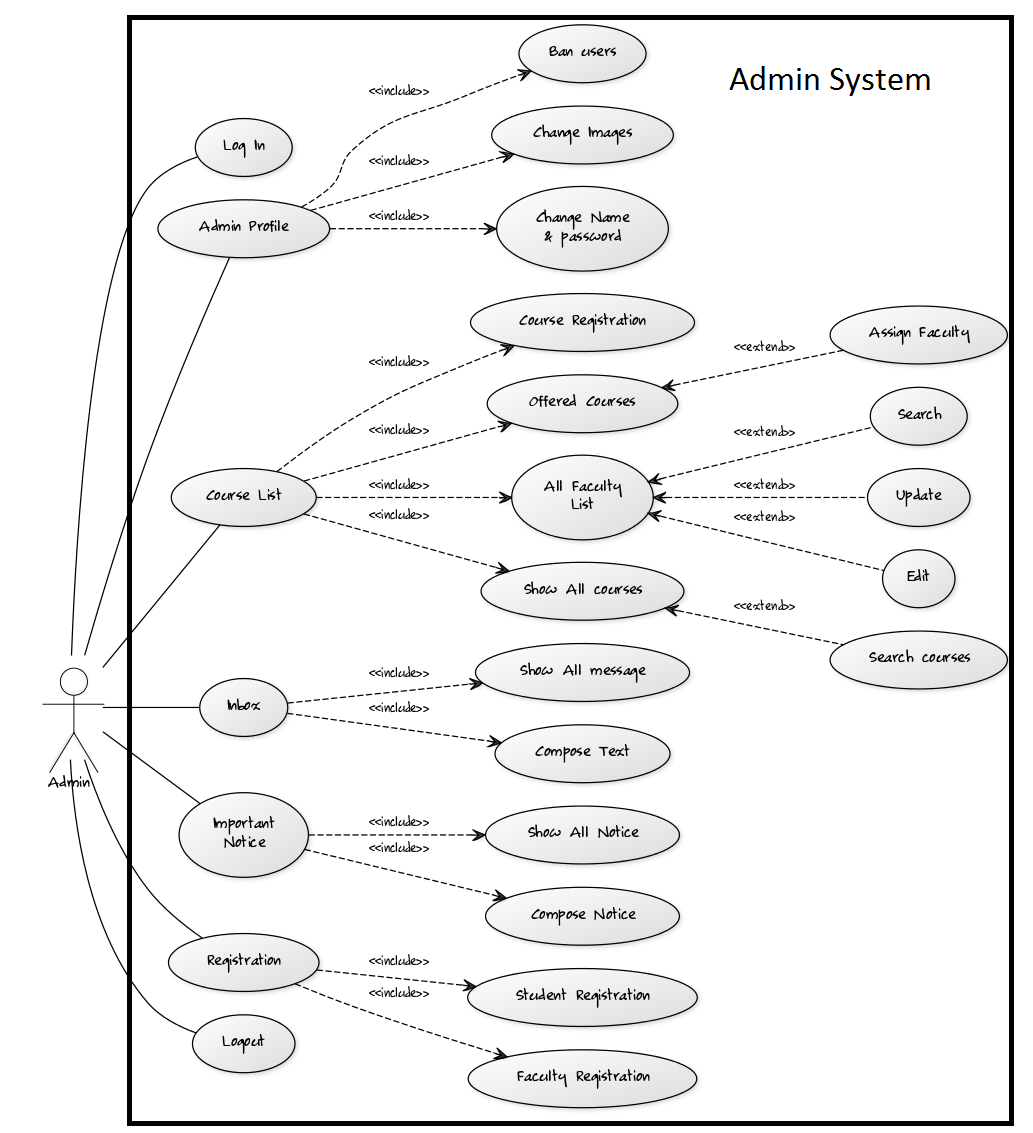 Admin System
Ban users
<<include>>
Change Images
Log In
<<include>>
Change Name
& password
<<include>>
Admin Profile
Course Registration
Assign Faculty
<<extend>>
<<include>>
Offered Courses
Search
<<include>>
<<extend>>
All Faculty
List
<<include>>
<<extend>>
Course List
Update
<<include>>
<<extend>>
Edit
Show All courses
<<extend>>
Search courses
Show All message
<<include>>
Inbox
<<include>>
Compose Text
Admin
Important
Notice
<<include>>
Show All Notice
<<include>>
Compose Notice
Registration
<<include>>
<<include>>
Student Registration
Logout
Faculty Registration